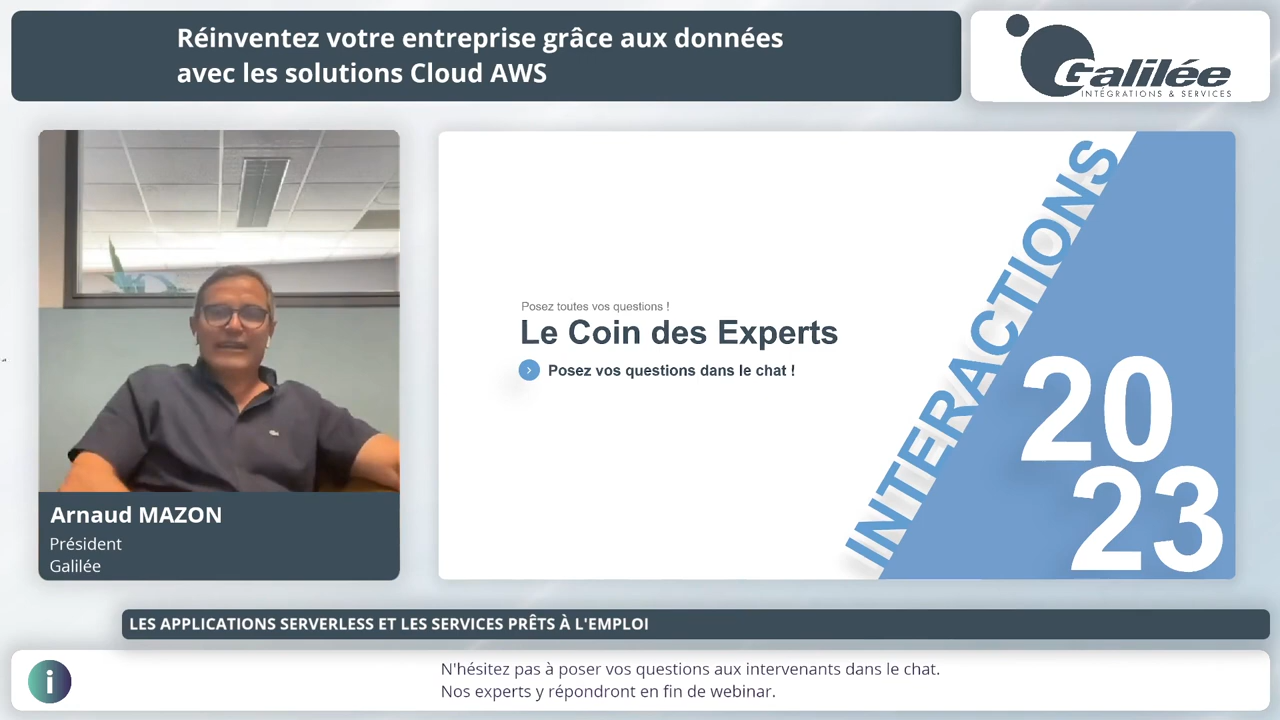 Réinventez votre entreprise grâce aux données
avec les solutions Cloud AWS
Galilée
INTÉGRATIONS & SERVICES
Posez toutes vos questions !
Le Coin des Experts
Posez vos questions dans le chat !
INTERACTIONS
20
23
Arnaud MAZON
Président
Galilée
LES APPLICATIONS SERVERLESS ET LES SERVICES PRÊTS À L'EMPLOI
N'hésitez pas à poser vos questions aux intervenants dans le chat.
Nos experts y répondront en fin de webinar.